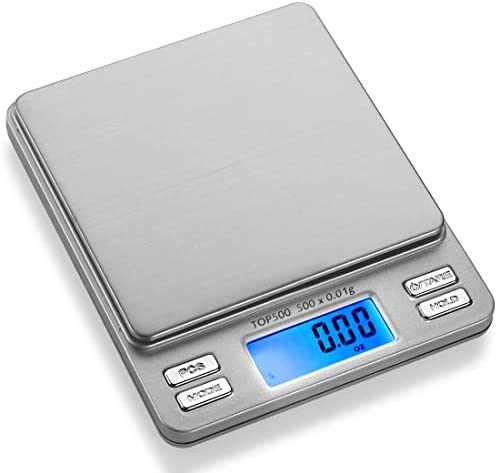 TOP500 500 x 0.01g
⏻/TARE
HOLD
0.00
oz
PCS
MODE